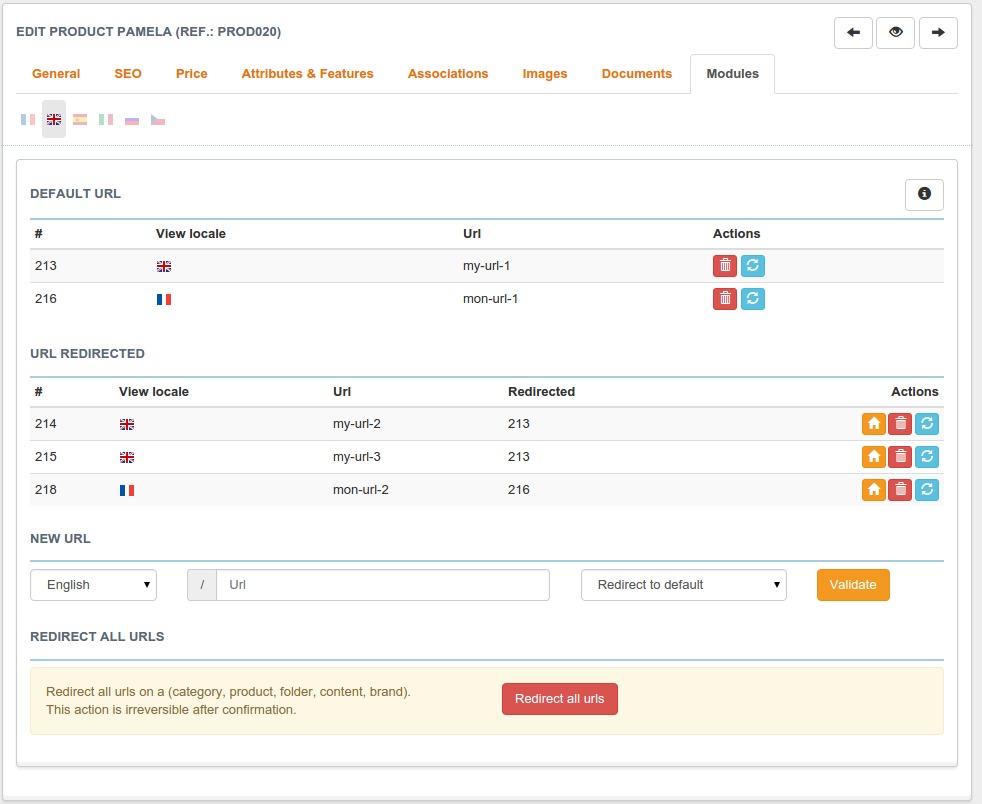 EDIT PRODUCT PAMELA (REF.: PROD020)
General SEO Price Attributes & Features Associations Images Documents Modules
DEFAULT URL
# View locale Url Actions
213 my-url-1
216 mon-url-1
URL REDIRECTED
# View locale Url Redirected Actions
214 my-url-2 213
215 my-url-3 213
218 mon-url-2 216
NEW URL
English / Url Redirect to default Validate
REDIRECT ALL URLS
Redirect all urls on a (category, product, folder, content, brand).
This action is irreversible after confirmation.
Redirect all urls